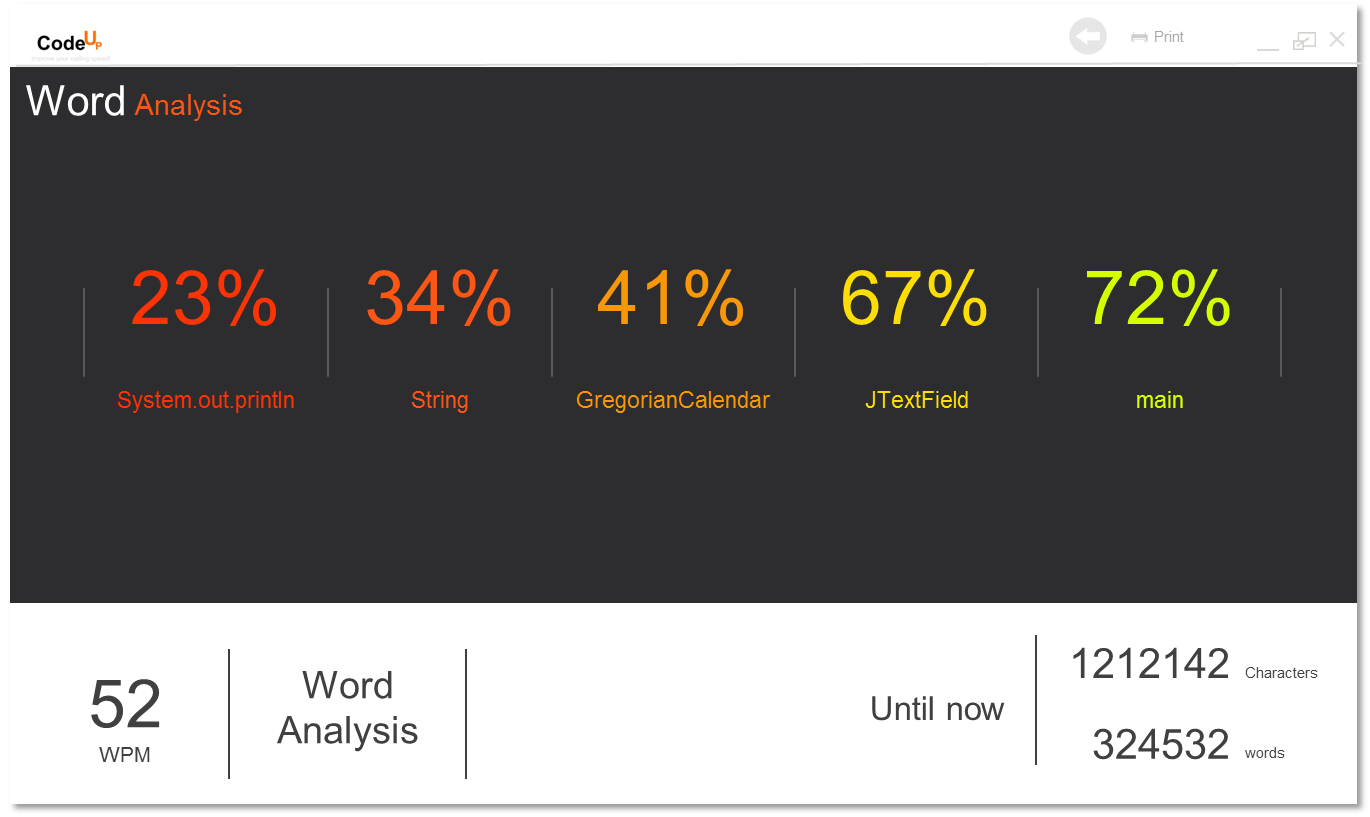 CodeUp
Improve your coding speed!!
Print
Word Analysis
23%
34%
41%
67%
72%
System.out.println
String
GregorianCalendar
JTextField
main
52
WPM
Word
Analysis
Until now
1212142 Characters
324532 words